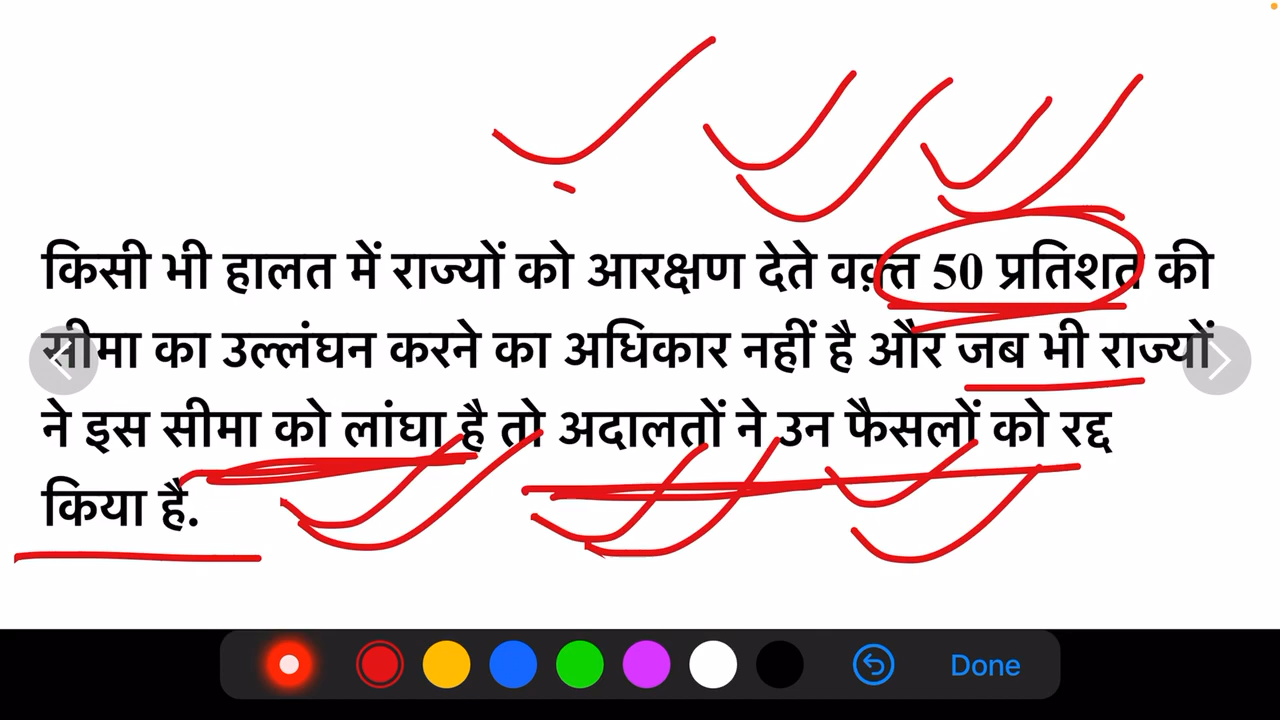 किसी भी हालत में राज्यों को आरक्षण देते वक़्त 50 प्रतिशत की
सीमा का उल्लंघन करने का अधिकार नहीं है और जब भी राज्यों
ने इस सीमा को लांघा है तो अदालतों ने उन फैसलों को रद्द
किया है.
Done